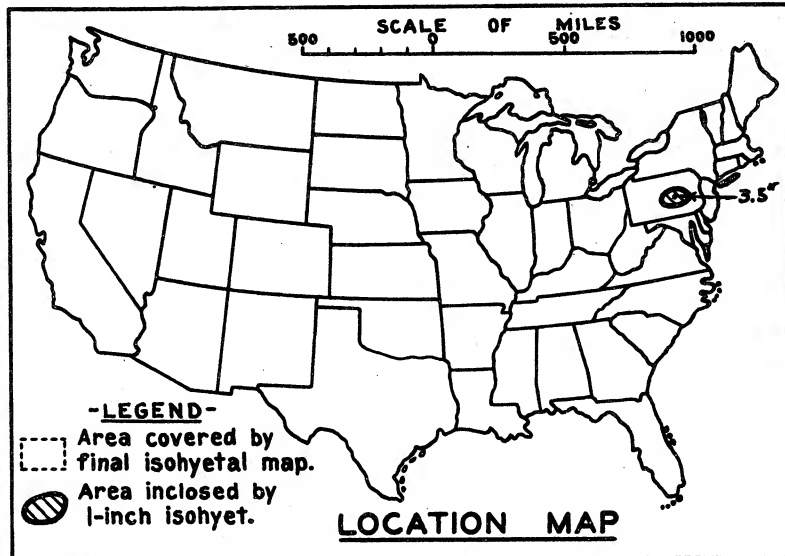 SCALE OF MILES
500 0 500 1000
3.5"
-LEGEND-
Area covered by
final isohyetal map.
Area inclosed by
1-inch isohyet.
LOCATION MAP